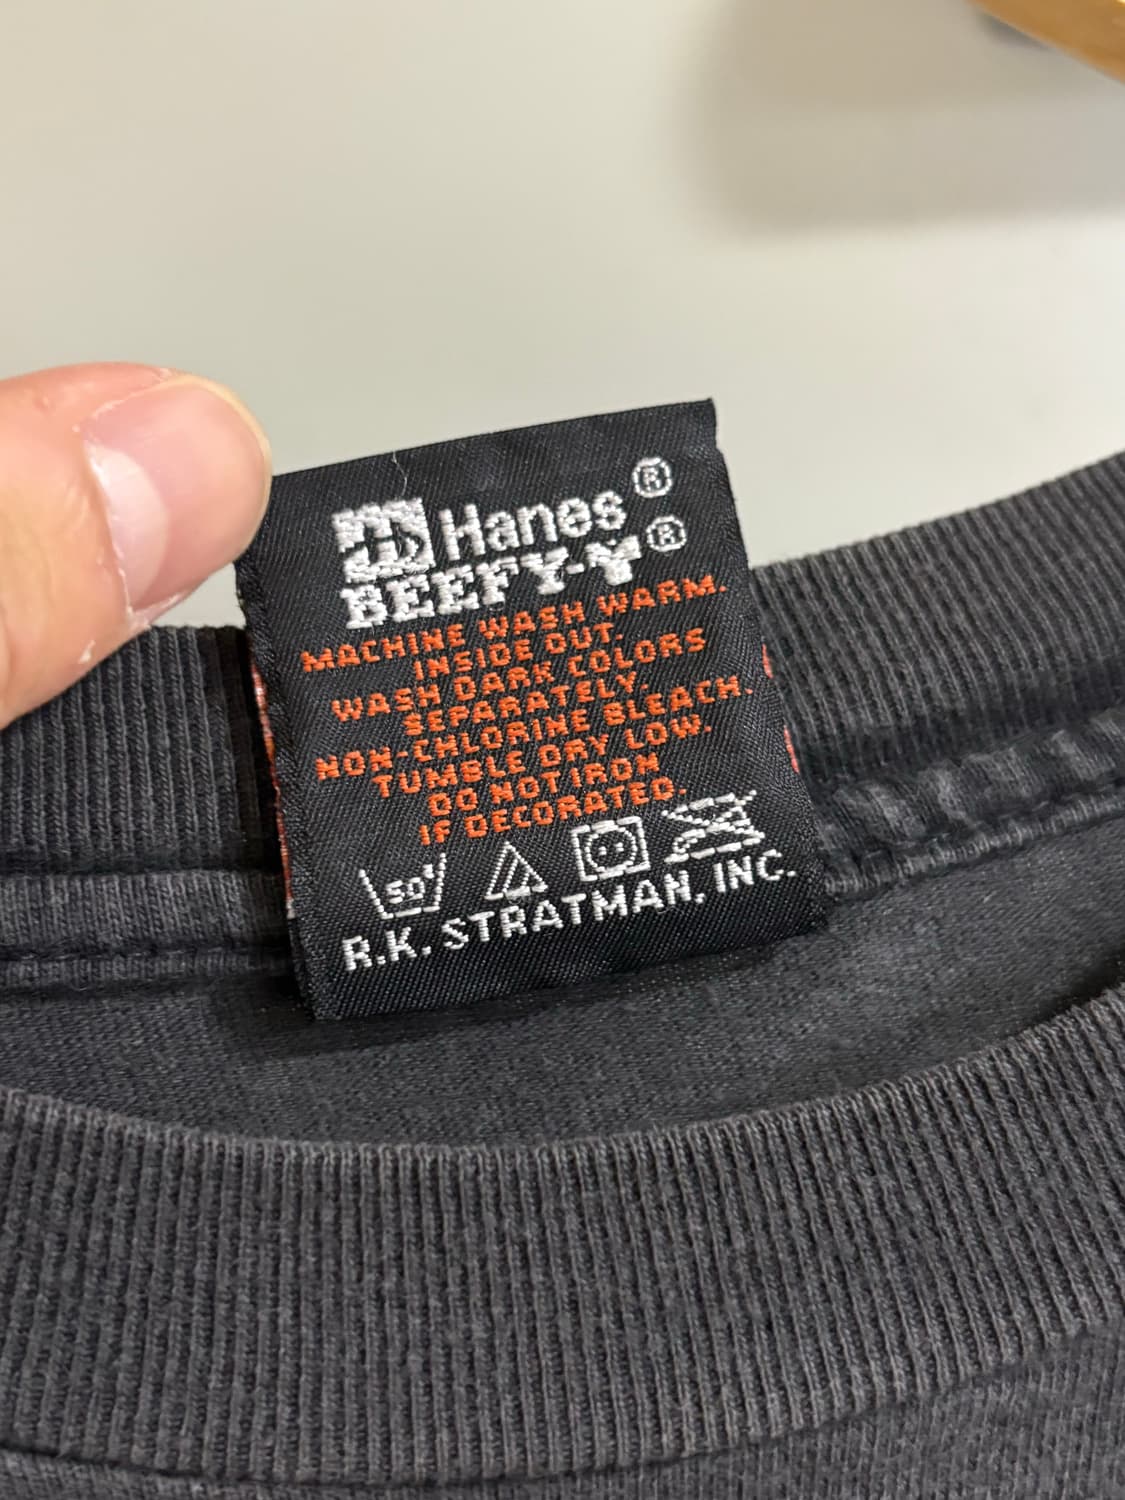 Hanes®
BEEFY-Y®
MACHINE WASH WARM.
INSIDE OUT.
WASH DARK COLORS
SEPARATELY.
NON-CHLORINE BLEACH.
TUMBLE DRY LOW.
DO NOT IRON
IF DECORATED.
50°
R.K. STRATMAN, INC.